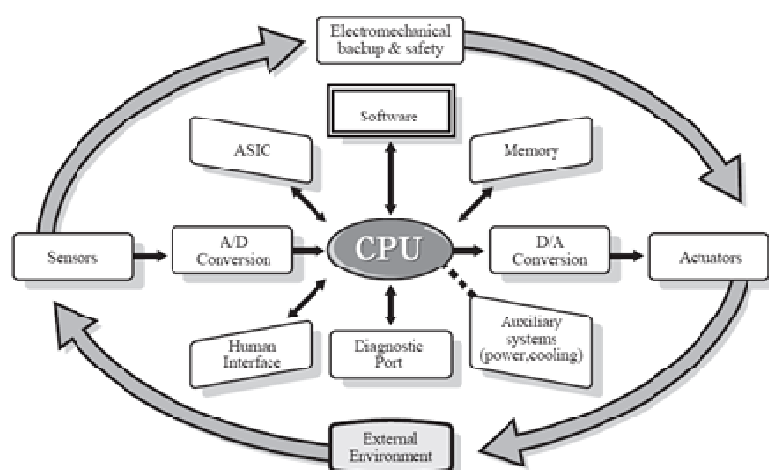 Electromechanical
backup & safety
Software
ASIC
Memory
Sensors
A/D
Conversion
CPU
D/A
Conversion
Actuators
Human
Interface
Diagnostic
Port
Auxiliary
systems
(power,cooling)
External
Environment